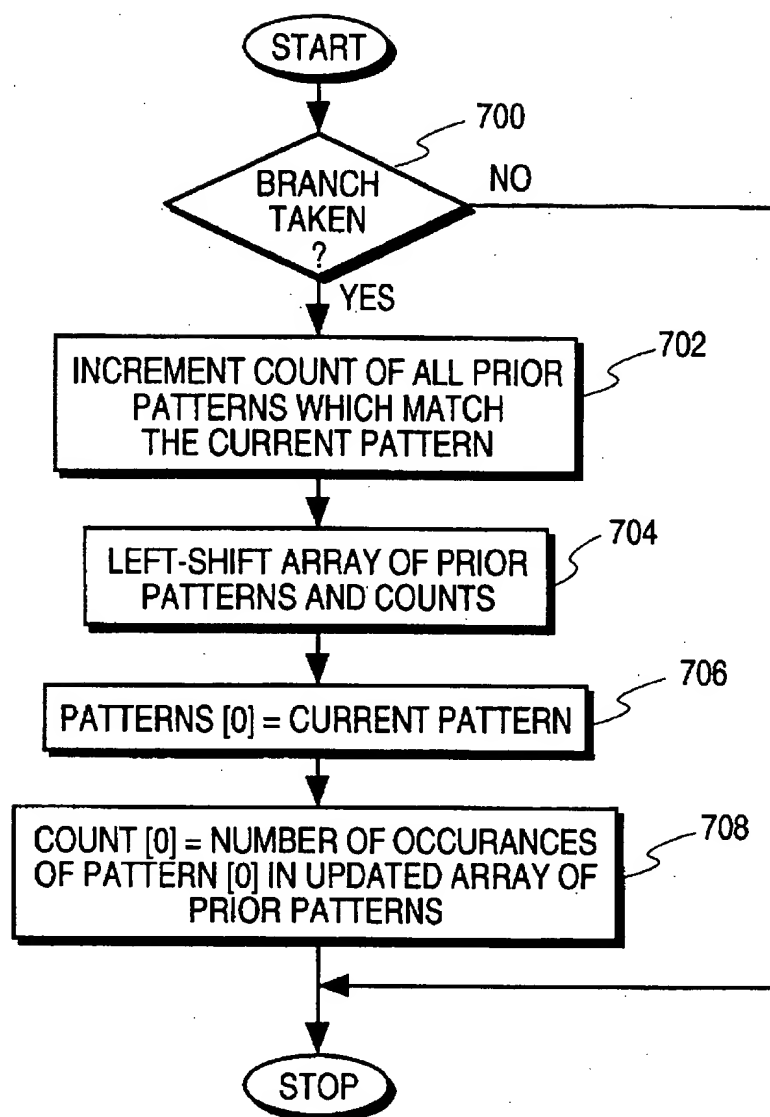 START
700
BRANCH
TAKEN
?
NO
YES
702
INCREMENT COUNT OF ALL PRIOR
PATTERNS WHICH MATCH
THE CURRENT PATTERN
704
LEFT-SHIFT ARRAY OF PRIOR
PATTERNS AND COUNTS
706
PATTERNS [0] = CURRENT PATTERN
708
COUNT [0] = NUMBER OF OCCURANCES
OF PATTERN [0] IN UPDATED ARRAY OF
PRIOR PATTERNS
STOP